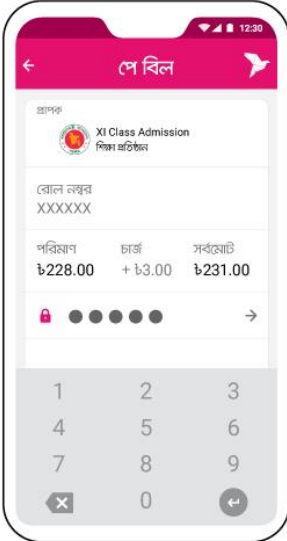 12:30
পে বিল
প্রাপক
XI Class Admission
শিক্ষা প্রতিষ্ঠান
রোল নম্বর
XXXXXX
পরিমাণ চার্জ সর্বমোট
৳228.00 + ৳3.00 ৳231.00
1 2 3
4 5 6
7 8 9
0